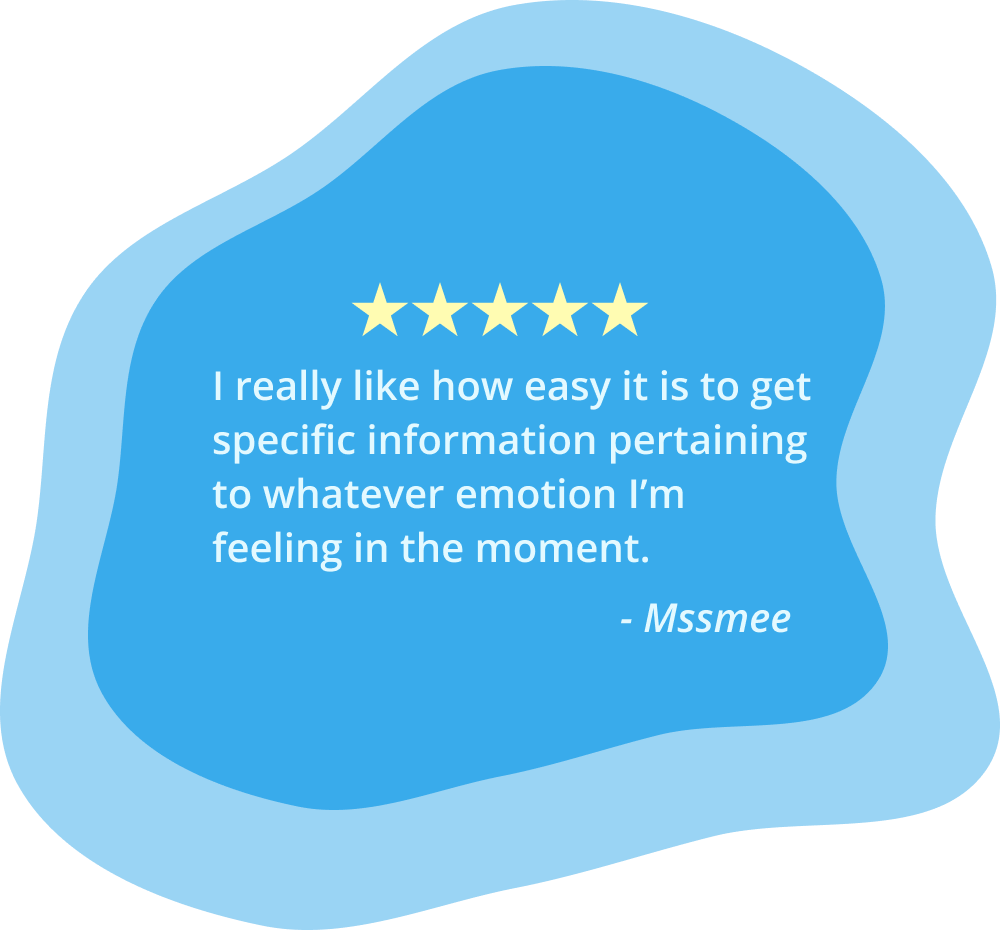 I really like how easy it is to get
specific information pertaining
to whatever emotion I’m
feeling in the moment.
- Mssmee